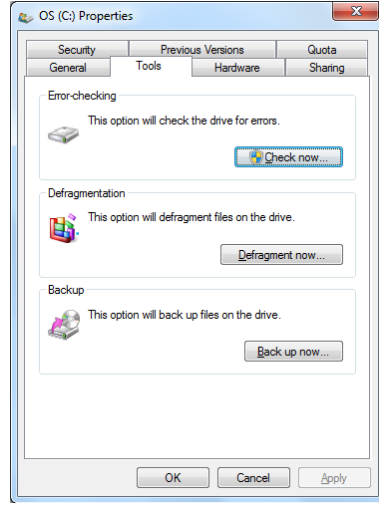 OS (C:) Properties
Security Previous Versions Quota
General Tools Hardware Sharing
Error-checking
This option will check the drive for errors.
Check now...
Defragmentation
This option will defragment files on the drive.
Defragment now...
Backup
This option will back up files on the drive.
Back up now...
OK Cancel Apply